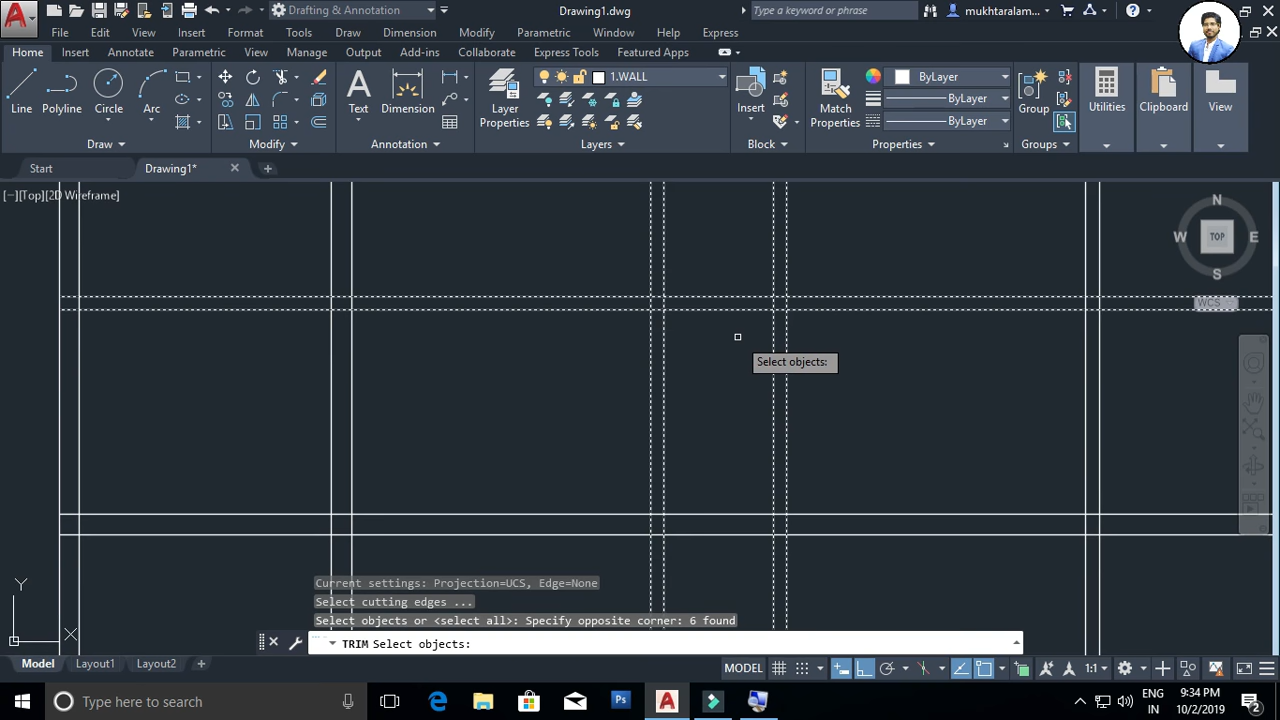 Drafting & Annotation
Drawing1.dwg
Type a keyword or phrase
mukhtaralam...
File Edit View Insert Format Tools Draw Dimension Modify Parametric Window Help Express
Home Insert Annotate Parametric View Manage Output Add-ins Collaborate Express Tools Featured Apps
1.WALL
ByLayer
ByLayer
ByLayer
Line Polyline Circle Arc
Text Dimension
Layer Properties
Insert
Match Properties
Group
Utilities
Clipboard
View
Draw Modify Annotation Layers Block Properties Groups
Start Drawing1*
[−][Top][2D Wireframe]
N
W TOP E
S
WCS
Select objects:
Y
X
Current settings: Projection=UCS, Edge=None
Select cutting edges ...
Select objects or <select all>: Specify opposite corner: 6 found
TRIM Select objects:
Model Layout1 Layout2
MODEL
1:1
Type here to search
Ps
ENG
IN
9:34 PM
10/2/2019
2